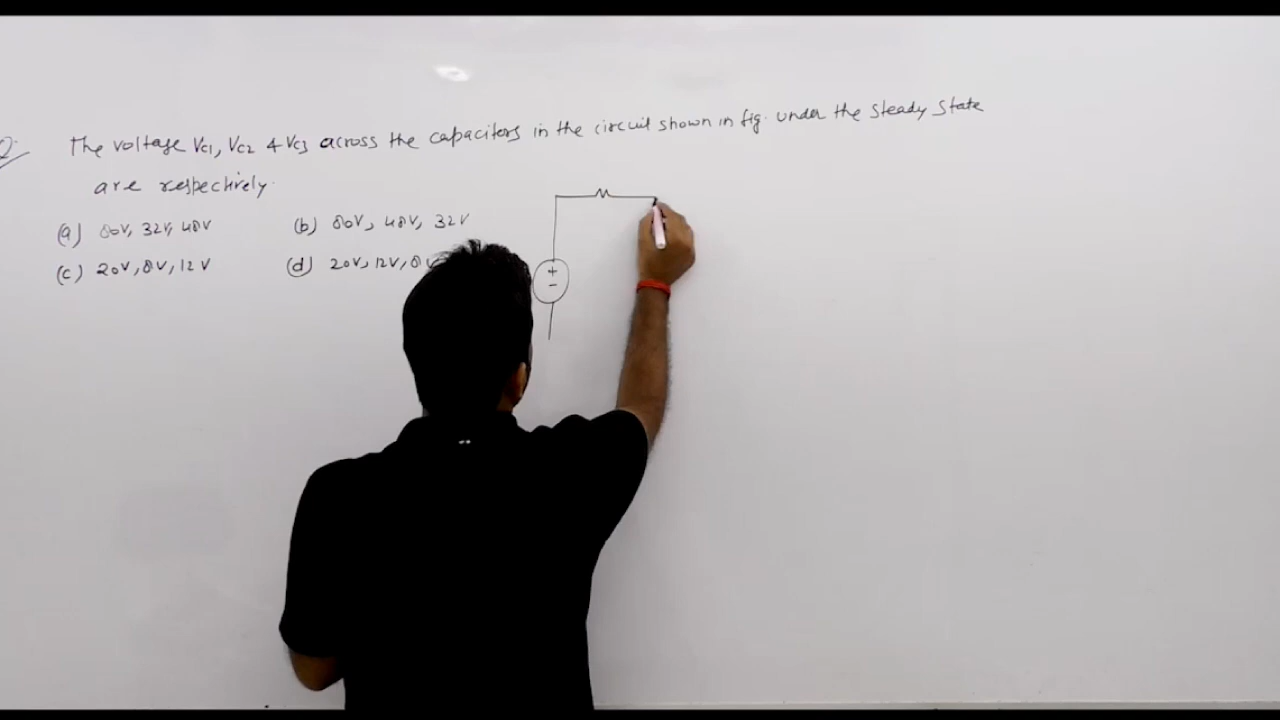 Q. The voltage Vc1, Vc2 & Vc3 across the capacitors in the circuit shown in fig. under the steady state
are respectively.
(a) 80V, 32V, 48V (b) 80V, 48V, 32V
(c) 20V, 8V, 12V (d) 20V, 12V, 8V
+
−